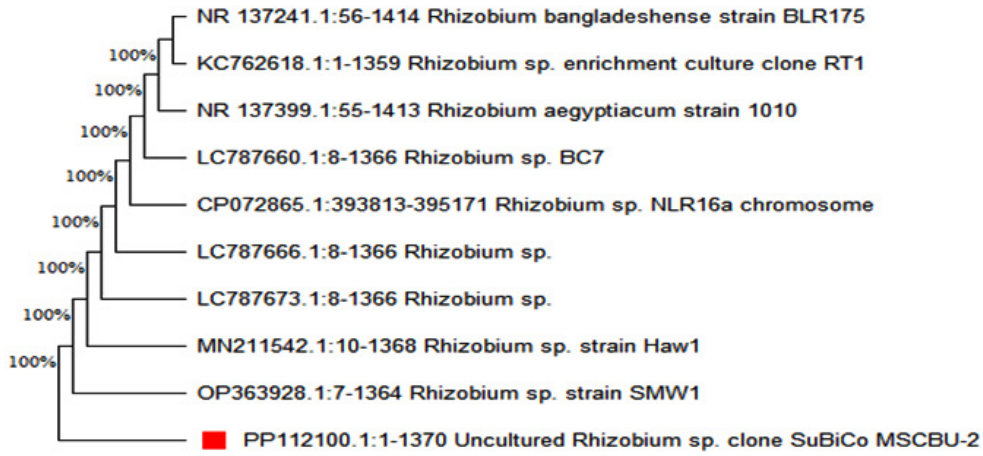 NR 137241.1:56-1414 Rhizobium bangladeshense strain BLR175
100%
KC762618.1:1-1359 Rhizobium sp. enrichment culture clone RT1
100%
NR 137399.1:55-1413 Rhizobium aegyptiacum strain 1010
100%
LC787660.1:8-1366 Rhizobium sp. BC7
100%
CP072865.1:393813-395171 Rhizobium sp. NLR16a chromosome
100%
LC787666.1:8-1366 Rhizobium sp.
100%
LC787673.1:8-1366 Rhizobium sp.
100%
MN211542.1:10-1368 Rhizobium sp. strain Haw1
100%
OP363928.1:7-1364 Rhizobium sp. strain SMW1
PP112100.1:1-1370 Uncultured Rhizobium sp. clone SuBiCo MSCBU-2